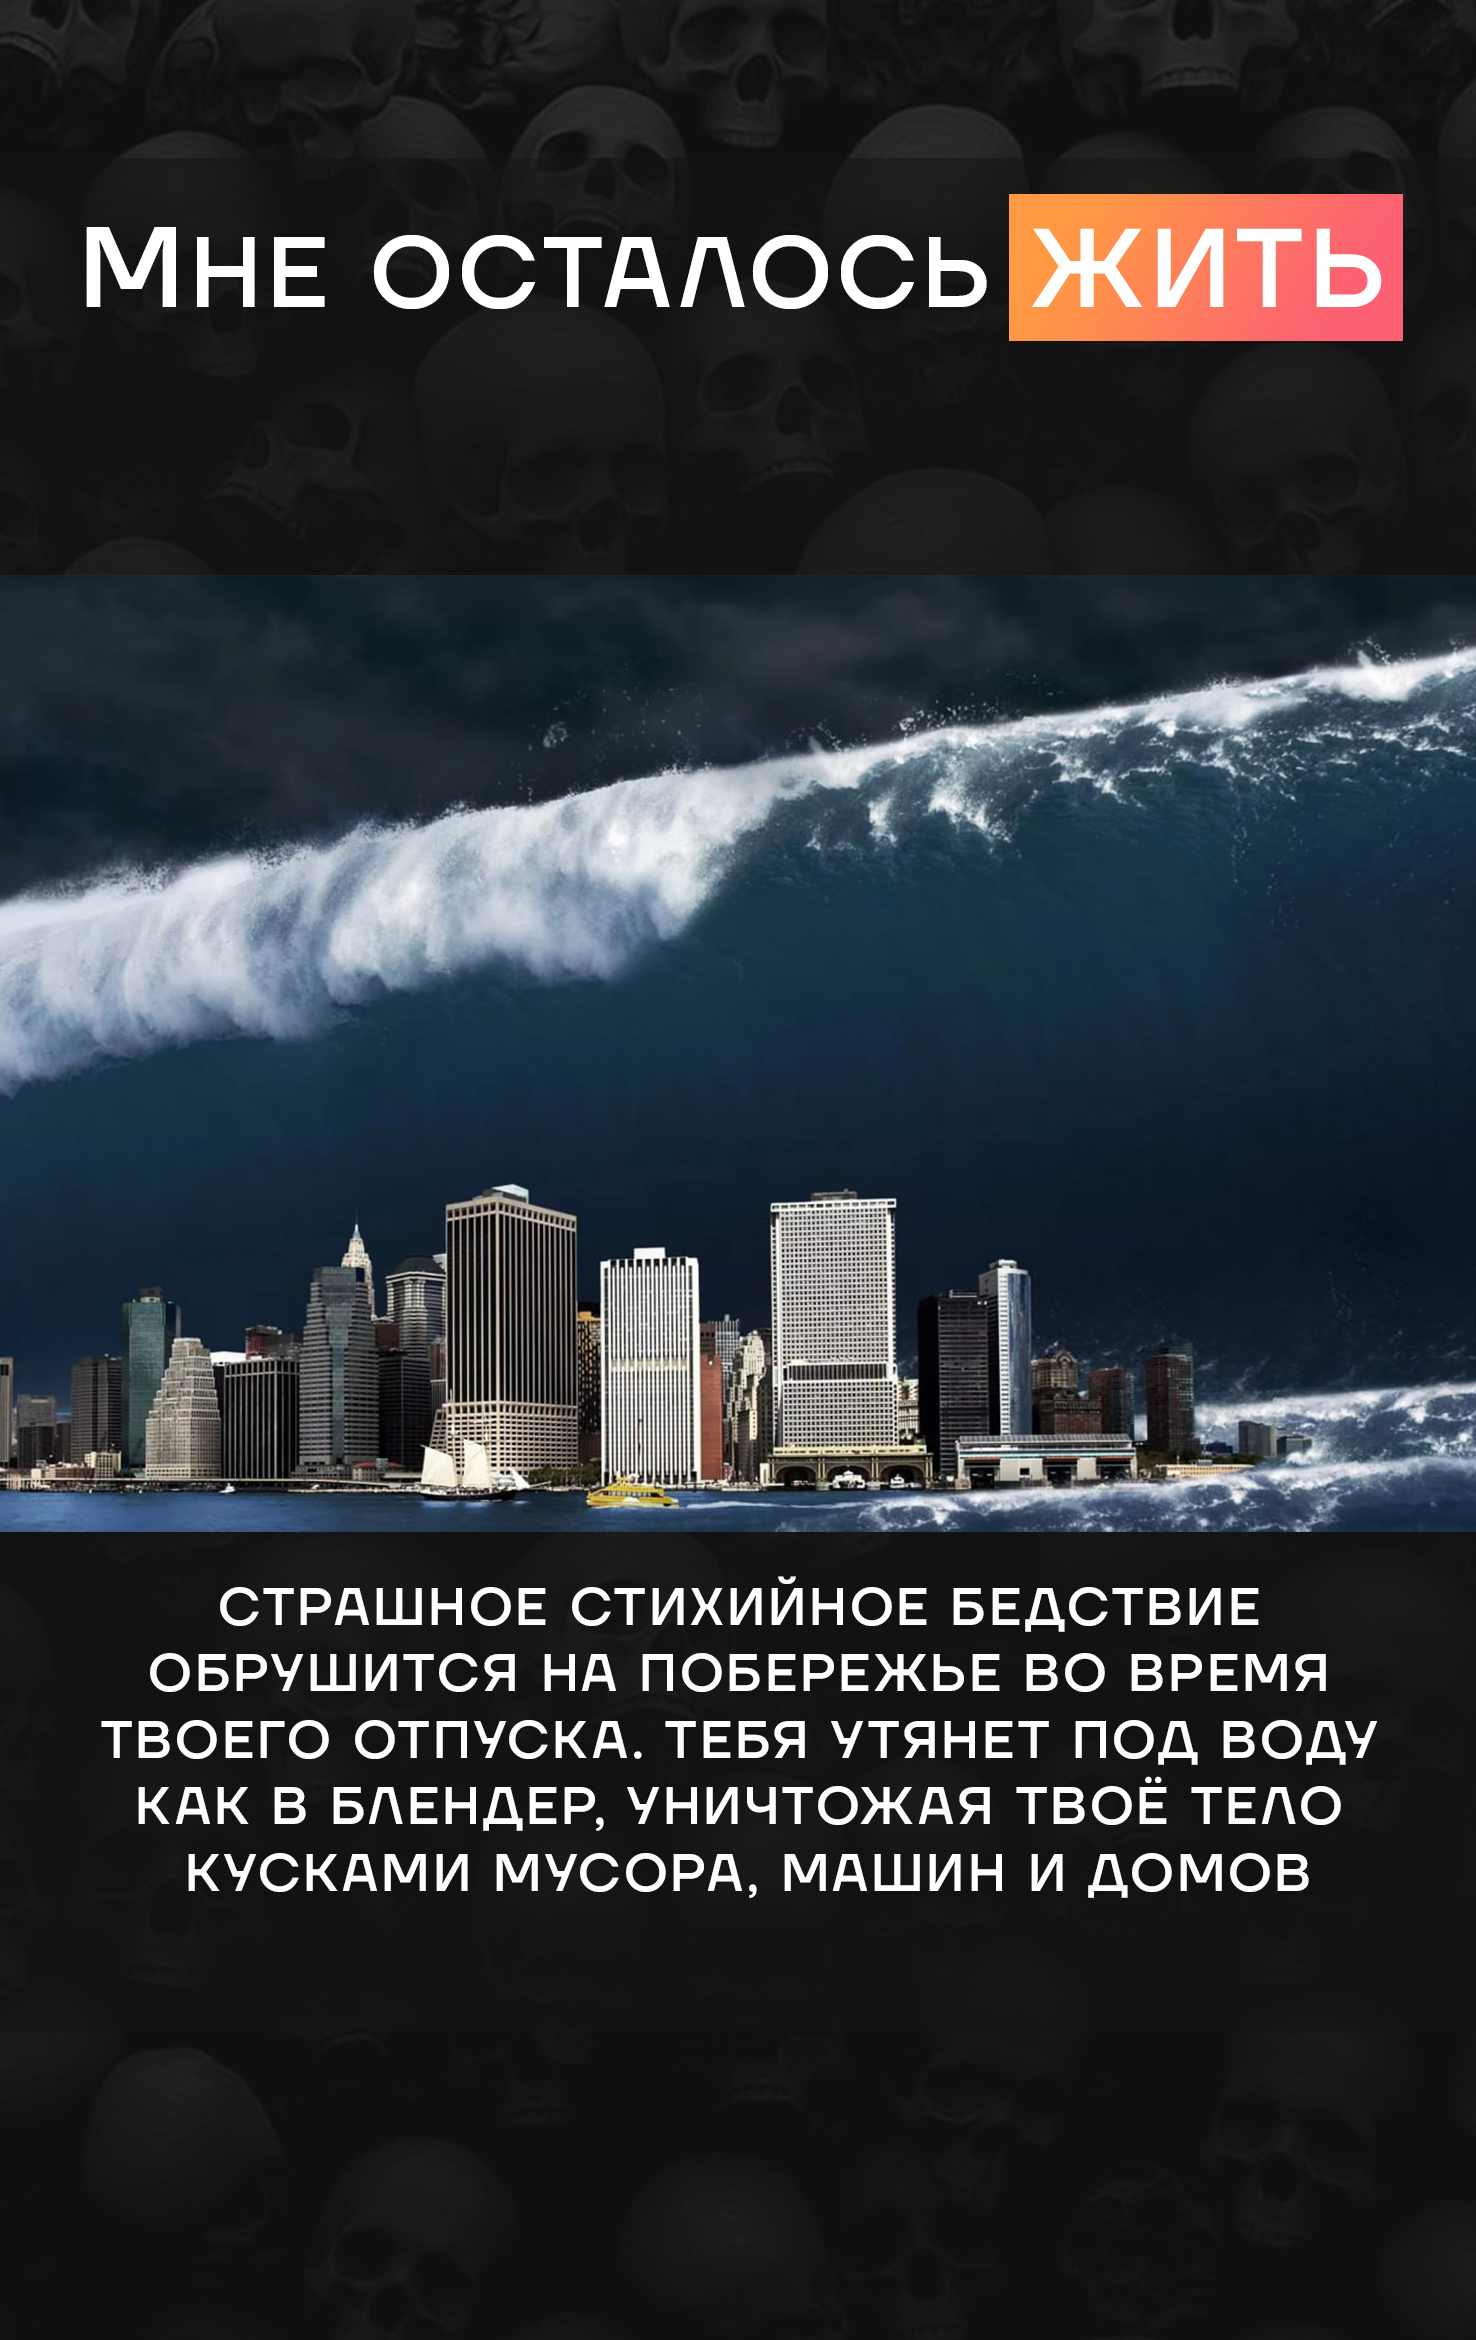 Мне осталось жить
СТРАШНОЕ СТИХИЙНОЕ БЕДСТВИЕ
ОБРУШИТСЯ НА ПОБЕРЕЖЬЕ ВО ВРЕМЯ
ТВОЕГО ОТПУСКА. ТЕБЯ УТЯНЕТ ПОД ВОДУ
КАК В БЛЕНДЕР, УНИЧТОЖАЯ ТВОЁ ТЕЛО
КУСКАМИ МУСОРА, МАШИН И ДОМОВ